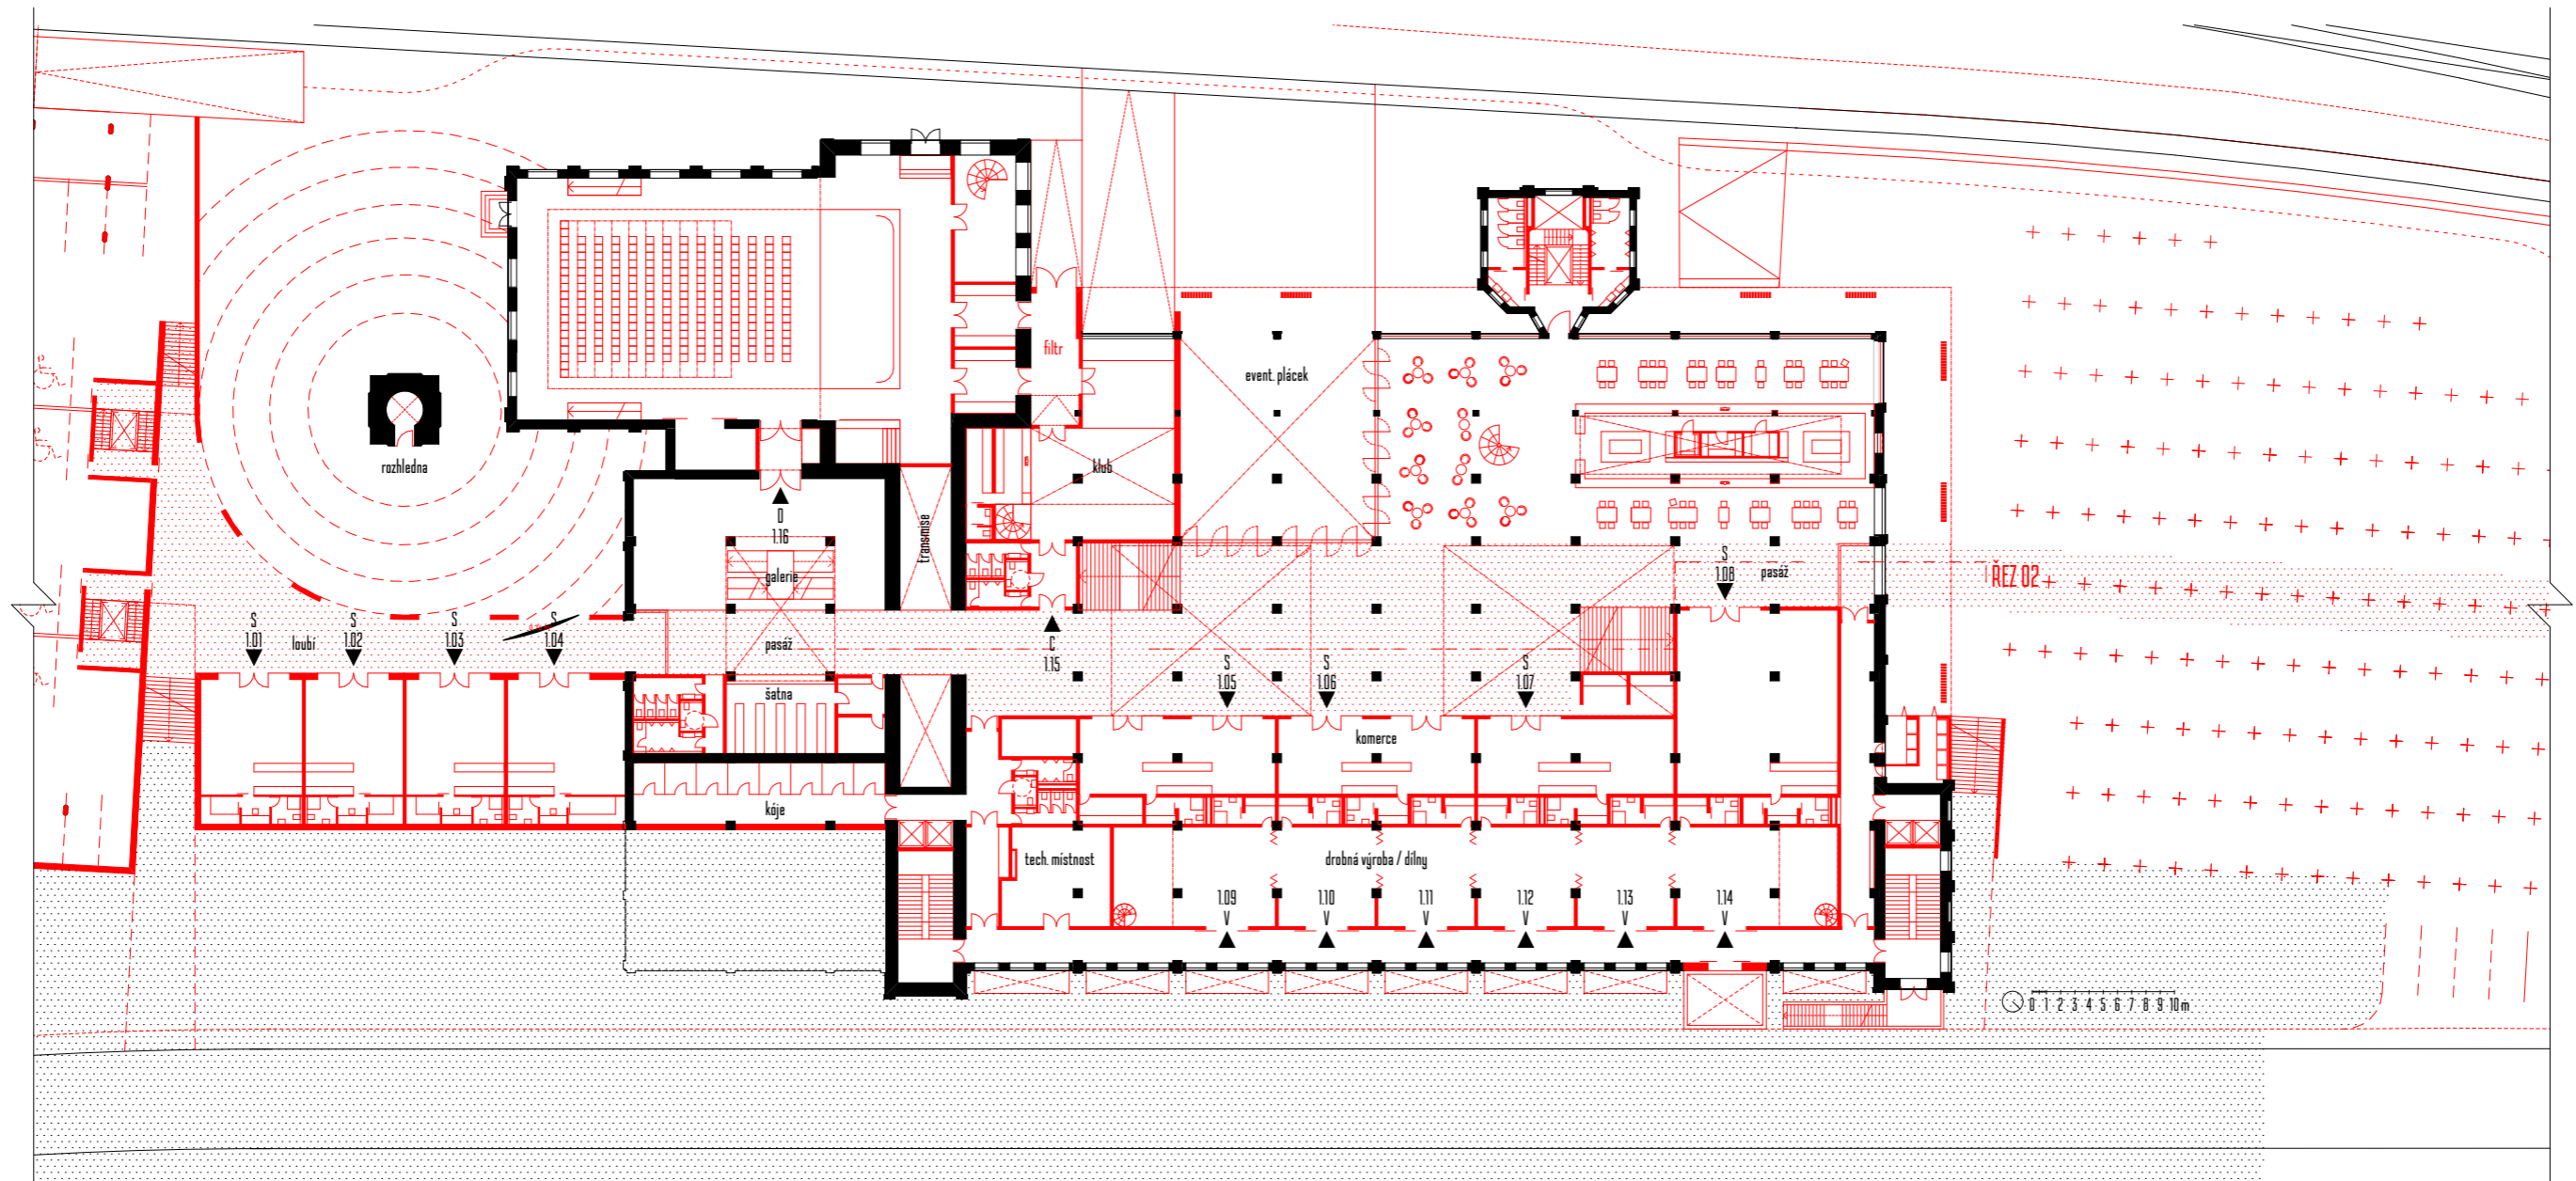 filtr
event. plácek
rozhledna
klub
transmise
D
1.16
galerie
S
1.08
pasáž
ŘEZ 02
S
1.01
loubí
S
1.02
S
1.03
S
1.04
pasáž
C
1.15
S
1.05
S
1.06
S
1.07
šatna
komerce
kóje
tech. místnost
drobná výroba / dílny
1.09
V
1.10
V
1.11
V
1.12
V
1.13
V
1.14
V
0 1 2 3 4 5 6 7 8 9 10m